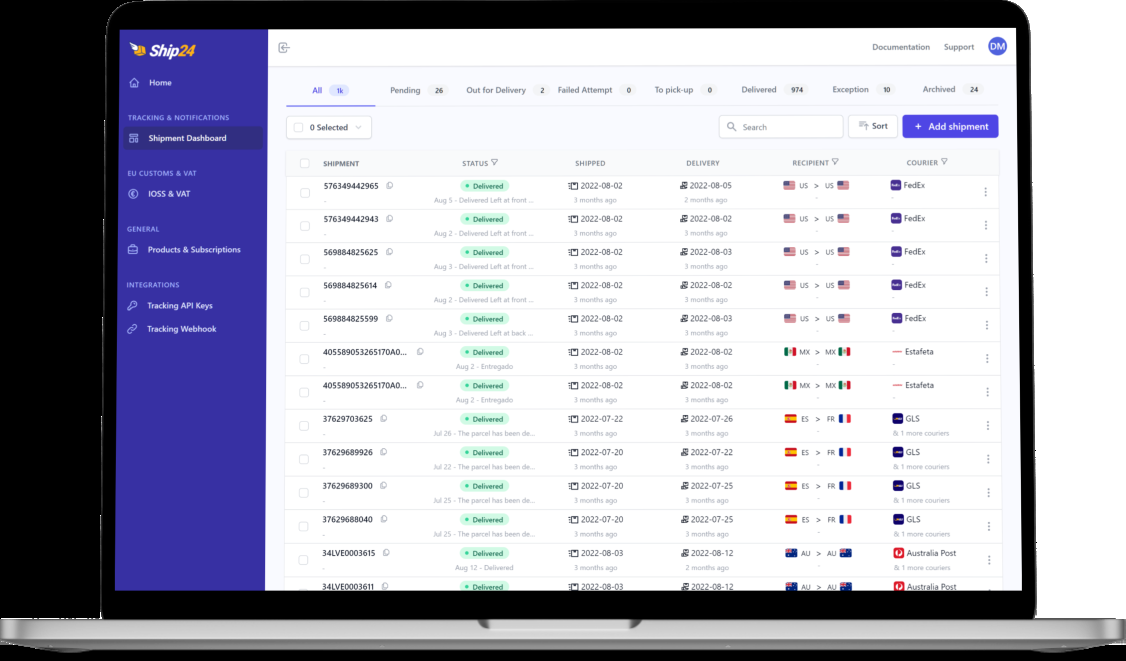 Ship24
Documentation Support DM
Home
All 1k Pending 26 Out for Delivery 2 Failed Attempt 0 To pick-up 0 Delivered 974 Exception 10 Archived 24
TRACKING & NOTIFICATIONS
Shipment Dashboard
EU CUSTOMS & VAT
IOSS & VAT
GENERAL
Products & Subscriptions
INTEGRATIONS
Tracking API Keys
Tracking Webhook
0 Selected Search Sort + Add shipment
SHIPMENT STATUS SHIPPED DELIVERY RECIPIENT COURIER
576349442965 Delivered 2022-08-02 2022-08-05 US > US FedEx
- Aug 5 - Delivered Left at front ... 3 months ago 2 months ago - -
576349442943 Delivered 2022-08-02 2022-08-02 US > US FedEx
- Aug 2 - Delivered Left at front ... 3 months ago 3 months ago - -
569884825625 Delivered 2022-08-02 2022-08-03 US > US FedEx
- Aug 3 - Delivered Left at front ... 3 months ago 3 months ago - -
569884825614 Delivered 2022-08-02 2022-08-02 US > US FedEx
- Aug 2 - Delivered Left at front ... 3 months ago 3 months ago - -
569884825599 Delivered 2022-08-02 2022-08-03 US > US FedEx
- Aug 3 - Delivered Left at back ... 3 months ago 3 months ago - -
405589053265170A0... Delivered 2022-08-02 2022-08-02 MX > MX Estafeta
- Aug 2 - Entregado 3 months ago 3 months ago - -
405589053265170A0... Delivered 2022-08-02 2022-08-02 MX > MX Estafeta
- Aug 2 - Entregado 3 months ago 3 months ago - -
37629703625 Delivered 2022-07-22 2022-07-26 ES > FR GLS
- Jul 26 - The parcel has been de... 3 months ago 3 months ago - & 1 more couriers
37629689926 Delivered 2022-07-20 2022-07-22 ES > FR GLS
- Jul 22 - The parcel has been de... 3 months ago 3 months ago - & 1 more couriers
37629689300 Delivered 2022-07-20 2022-07-25 ES > FR GLS
- Jul 25 - The parcel has been de... 3 months ago 3 months ago - & 1 more couriers
37629688040 Delivered 2022-07-20 2022-07-25 ES > FR GLS
- Jul 25 - The parcel has been de... 3 months ago 3 months ago - & 1 more couriers
34LVE0003615 Delivered 2022-08-03 2022-08-12 AU > AU Australia Post
- Aug 12 - Delivered 3 months ago 2 months ago - & 1 more couriers
34LVE0003611 Delivered 2022-08-03 2022-08-12 AU > AU Australia Post